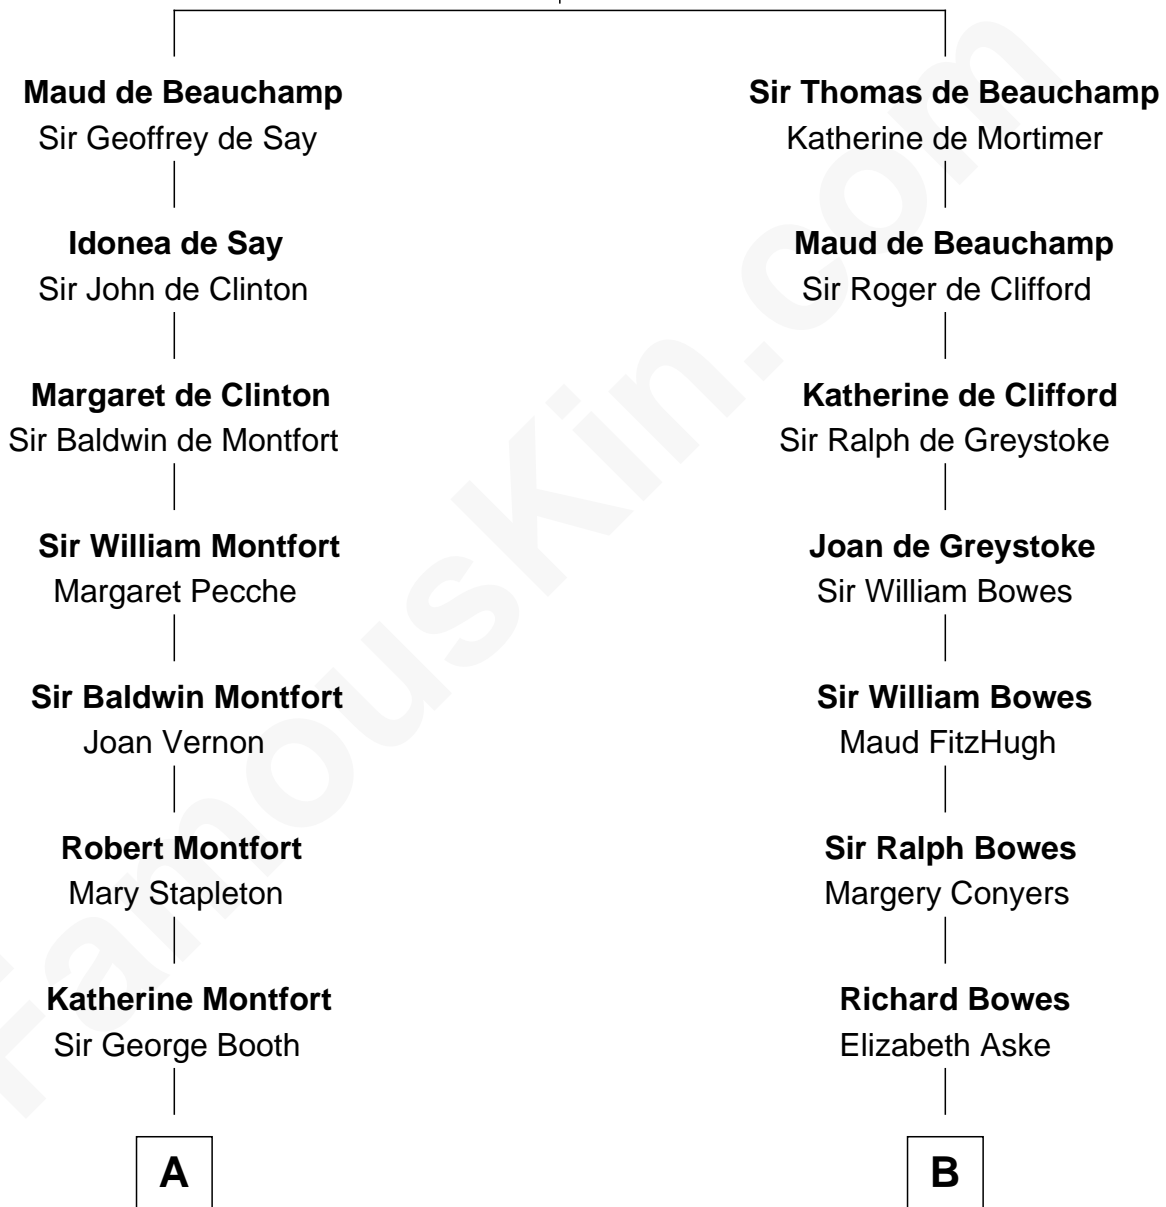 Maud de Beauchamp
Sir Geoffrey de Say
Idonea de Say
Sir John de Clinton
Margaret de Clinton
Sir Baldwin de Montfort
Sir William Montfort
Margaret Pecche
Sir Baldwin Montfort
Joan Vernon
Robert Montfort
Mary Stapleton
Katherine Montfort
Sir George Booth
A
Sir Thomas de Beauchamp
Katherine de Mortimer
Maud de Beauchamp
Sir Roger de Clifford
Katherine de Clifford
Sir Ralph de Greystoke
Joan de Greystoke
Sir William Bowes
Sir William Bowes
Maud FitzHugh
Sir Ralph Bowes
Margery Conyers
Richard Bowes
Elizabeth Aske
B
FamousKin.com